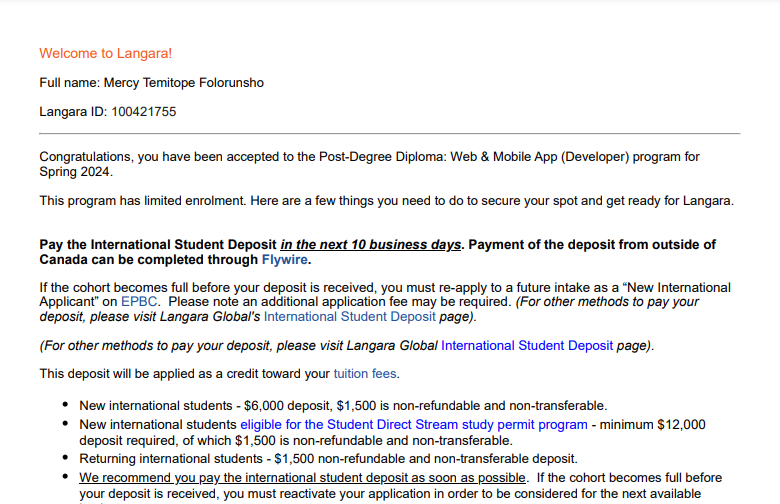 Welcome to Langara!
Full name: Mercy Temitope Folorunsho
Langara ID: 100421755
Congratulations, you have been accepted to the Post-Degree Diploma: Web & Mobile App (Developer) program for
Spring 2024.
This program has limited enrolment. Here are a few things you need to do to secure your spot and get ready for Langara.
Pay the International Student Deposit in the next 10 business days. Payment of the deposit from outside of
Canada can be completed through Flywire.
If the cohort becomes full before your deposit is received, you must re-apply to a future intake as a “New International
Applicant” on EPBC.  Please note an additional application fee may be required. (For other methods to pay your
deposit, please visit Langara Global's International Student Deposit page).
(For other methods to pay your deposit, please visit Langara Global International Student Deposit page).
This deposit will be applied as a credit toward your tuition fees.
• New international students - $6,000 deposit, $1,500 is non-refundable and non-transferable.
• New international students eligible for the Student Direct Stream study permit program - minimum $12,000
deposit required, of which $1,500 is non-refundable and non-transferable.
• Returning international students - $1,500 non-refundable and non-transferable deposit.
• We recommend you pay the international student deposit as soon as possible.  If the cohort becomes full before
your deposit is received, you must reactivate your application in order to be considered for the next available